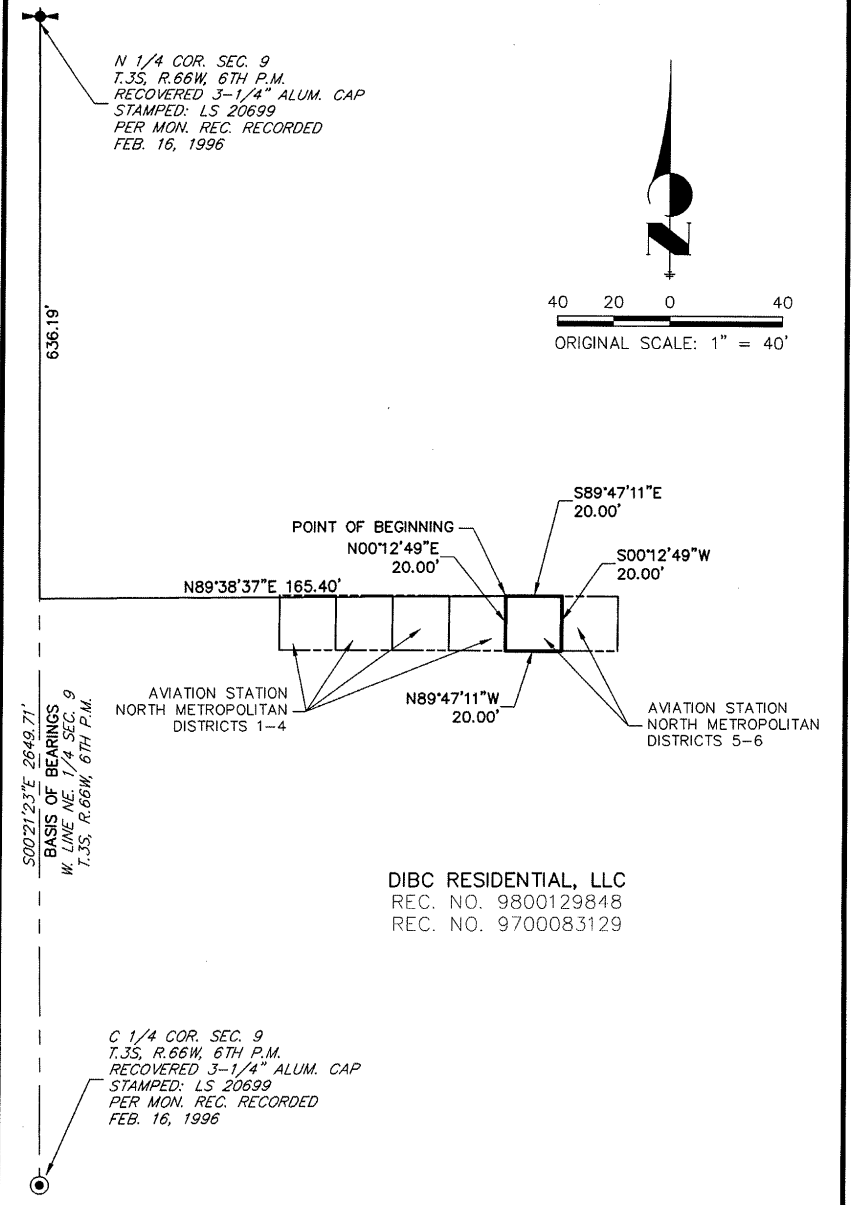 N 1/4 COR. SEC. 9
T.3S, R.66W, 6TH P.M.
RECOVERED 3-1/4" ALUM. CAP
STAMPED: LS 20699
PER MON. REC. RECORDED
FEB. 16, 1996
N
636.19'
40 20 0 40
ORIGINAL SCALE: 1" = 40'
S89°47'11"E
20.00'
POINT OF BEGINNING
N00°12'49"E
20.00'
S00°12'49"W
20.00'
N89°38'37"E 165.40'
AVIATION STATION
NORTH METROPOLITAN
DISTRICTS 1-4
N89°47'11"W
20.00'
AVIATION STATION
NORTH METROPOLITAN
DISTRICTS 5-6
S00°21'23"E 2649.71'
BASIS OF BEARINGS
W. LINE NE. 1/4 SEC. 9
T.3S, R.66W, 6TH P.M.
DIBC RESIDENTIAL, LLC
REC. NO. 9800129848
REC. NO. 9700083129
C 1/4 COR. SEC. 9
T.3S, R.66W, 6TH P.M.
RECOVERED 3-1/4" ALUM. CAP
STAMPED: LS 20699
PER MON. REC. RECORDED
FEB. 16, 1996